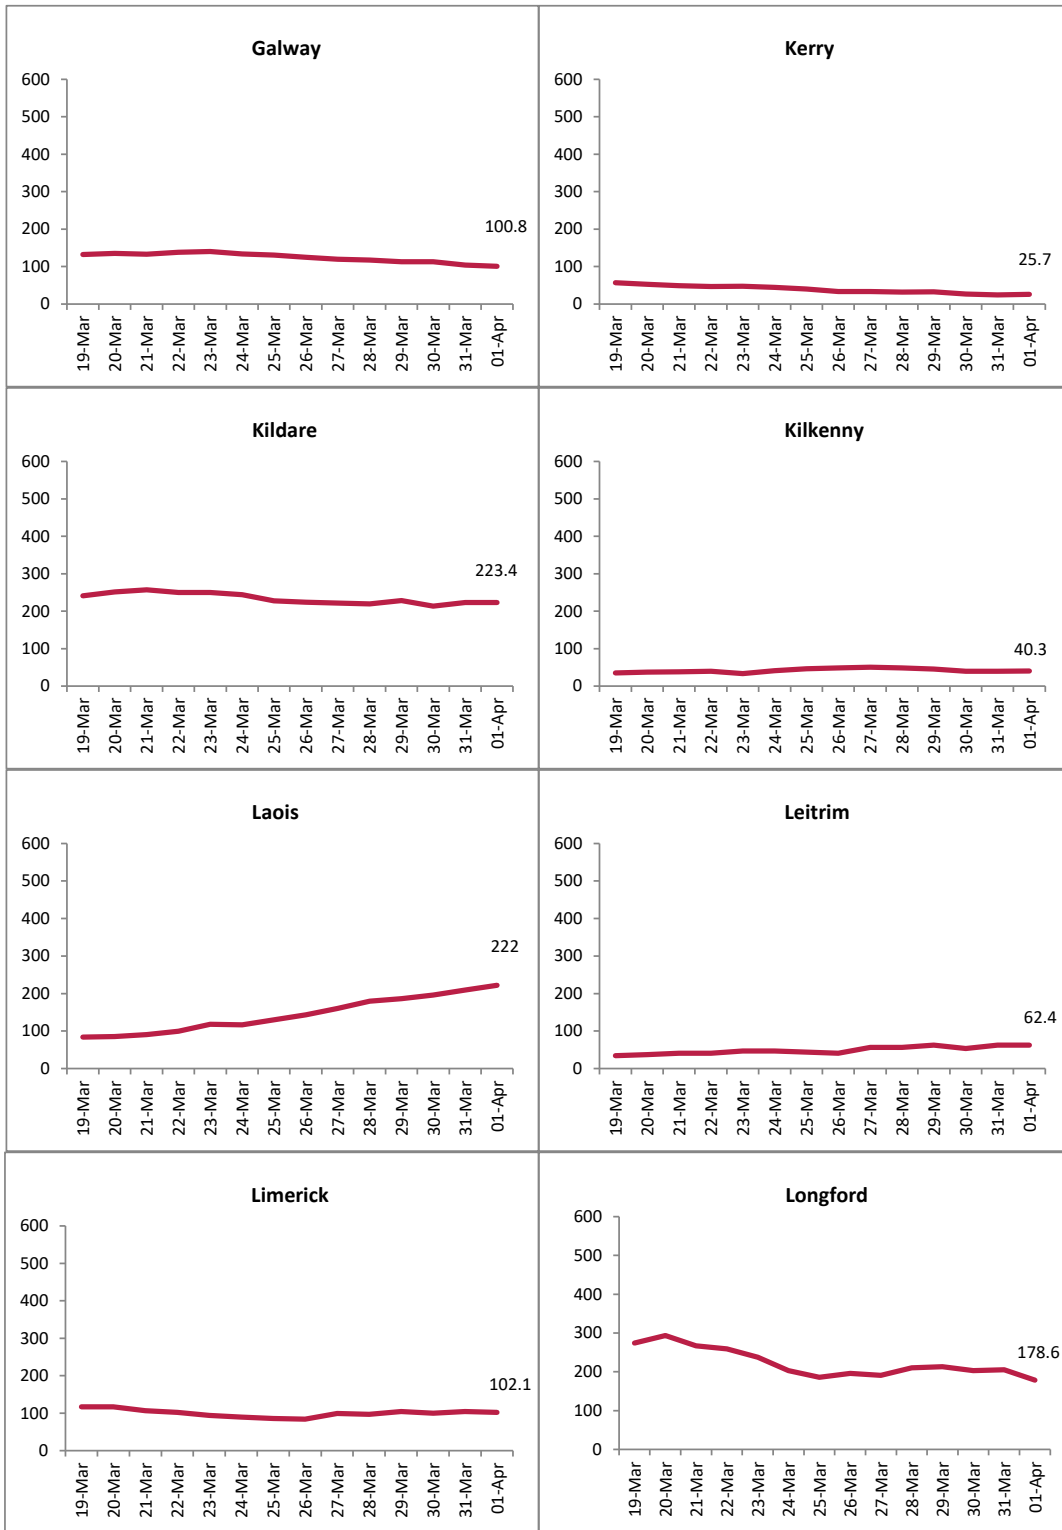 Galway
600
500
400
300
200
100
0
100.8
19-Mar
20-Mar
21-Mar
22-Mar
23-Mar
24-Mar
25-Mar
26-Mar
27-Mar
28-Mar
29-Mar
30-Mar
31-Mar
01-Apr
Kerry
600
500
400
300
200
100
0
25.7
19-Mar
20-Mar
21-Mar
22-Mar
23-Mar
24-Mar
25-Mar
26-Mar
27-Mar
28-Mar
29-Mar
30-Mar
31-Mar
01-Apr
Kildare
600
500
400
300
200
100
0
223.4
19-Mar
20-Mar
21-Mar
22-Mar
23-Mar
24-Mar
25-Mar
26-Mar
27-Mar
28-Mar
29-Mar
30-Mar
31-Mar
01-Apr
Kilkenny
600
500
400
300
200
100
0
40.3
19-Mar
20-Mar
21-Mar
22-Mar
23-Mar
24-Mar
25-Mar
26-Mar
27-Mar
28-Mar
29-Mar
30-Mar
31-Mar
01-Apr
Laois
600
500
400
300
200
100
0
222
19-Mar
20-Mar
21-Mar
22-Mar
23-Mar
24-Mar
25-Mar
26-Mar
27-Mar
28-Mar
29-Mar
30-Mar
31-Mar
01-Apr
Leitrim
600
500
400
300
200
100
0
62.4
19-Mar
20-Mar
21-Mar
22-Mar
23-Mar
24-Mar
25-Mar
26-Mar
27-Mar
28-Mar
29-Mar
30-Mar
31-Mar
01-Apr
Limerick
600
500
400
300
200
100
0
102.1
19-Mar
20-Mar
21-Mar
22-Mar
23-Mar
24-Mar
25-Mar
26-Mar
27-Mar
28-Mar
29-Mar
30-Mar
31-Mar
01-Apr
Longford
600
500
400
300
200
100
0
178.6
19-Mar
20-Mar
21-Mar
22-Mar
23-Mar
24-Mar
25-Mar
26-Mar
27-Mar
28-Mar
29-Mar
30-Mar
31-Mar
01-Apr